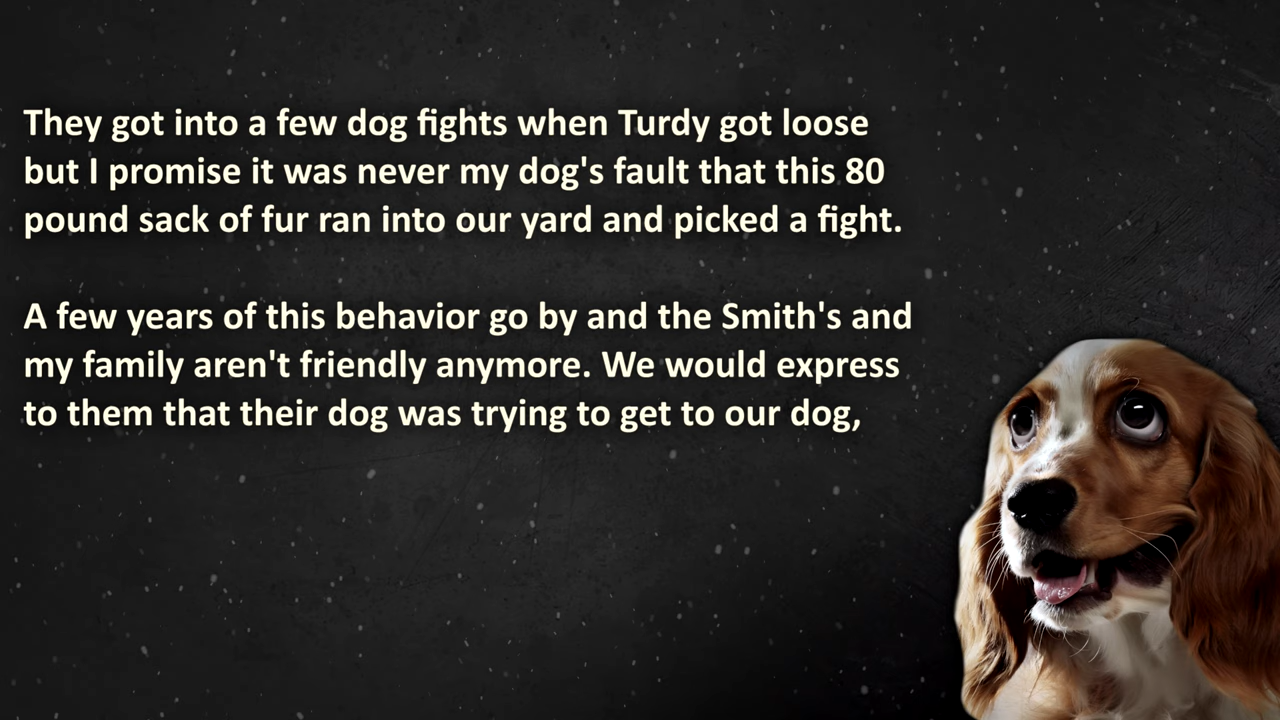 They got into a few dog fights when Turdy got loose
but I promise it was never my dog's fault that this 80
pound sack of fur ran into our yard and picked a fight.
A few years of this behavior go by and the Smith's and
my family aren't friendly anymore. We would express
to them that their dog was trying to get to our dog,